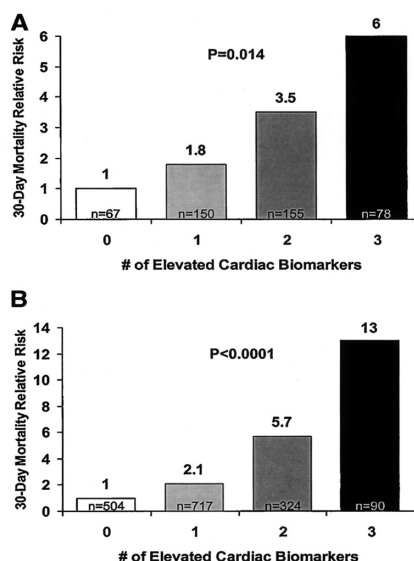 A
30-Day Mortality Relative Risk
6
5
4
3
2
1
0
P=0.014
1
1.8
3.5
6
n=67
n=150
n=155
n=78
0
1
2
3
# of Elevated Cardiac Biomarkers
B
30-Day Mortality Relative Risk
14
12
10
8
6
4
2
0
P<0.0001
1
2.1
5.7
13
n=504
n=717
n=324
n=90
0
1
2
3
# of Elevated Cardiac Biomarkers